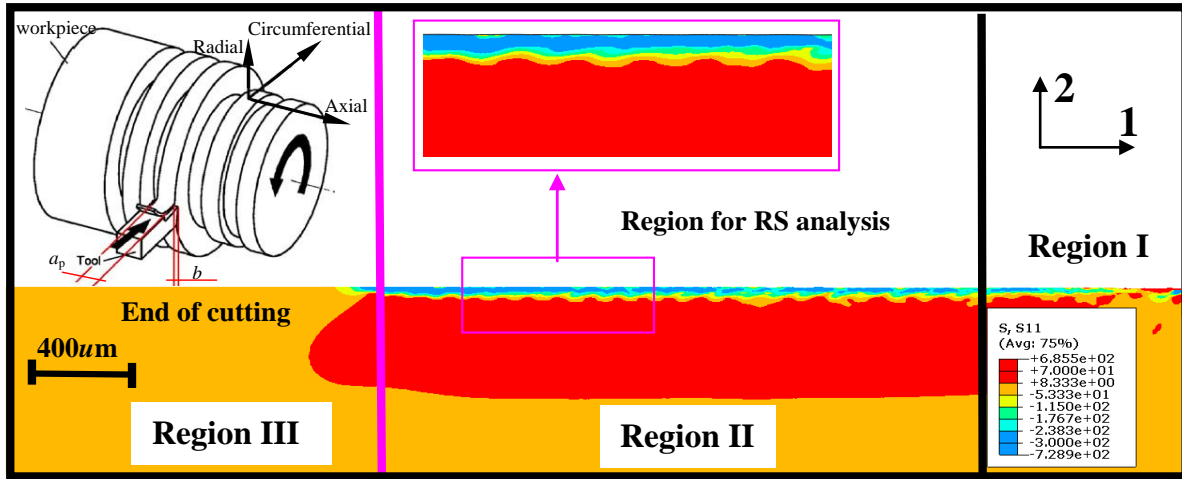 workpiece
Circumferential
Radial
Axial
aₚ
Tool
b
2
1
Region for RS analysis
Region I
End of cutting
400um
S, S11
(Avg: 75%)
+6.855e+02
+7.000e+01
+8.333e+00
-5.333e+01
-1.150e+02
-1.767e+02
-2.383e+02
-3.000e+02
-7.289e+02
Region III
Region II